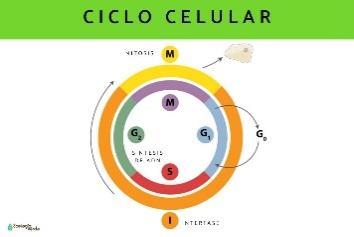 CICLO CELULAR
MITOSIS M
M
G2
G1
G0
SÍNTESIS
DE ADN
S
I INTERFASE